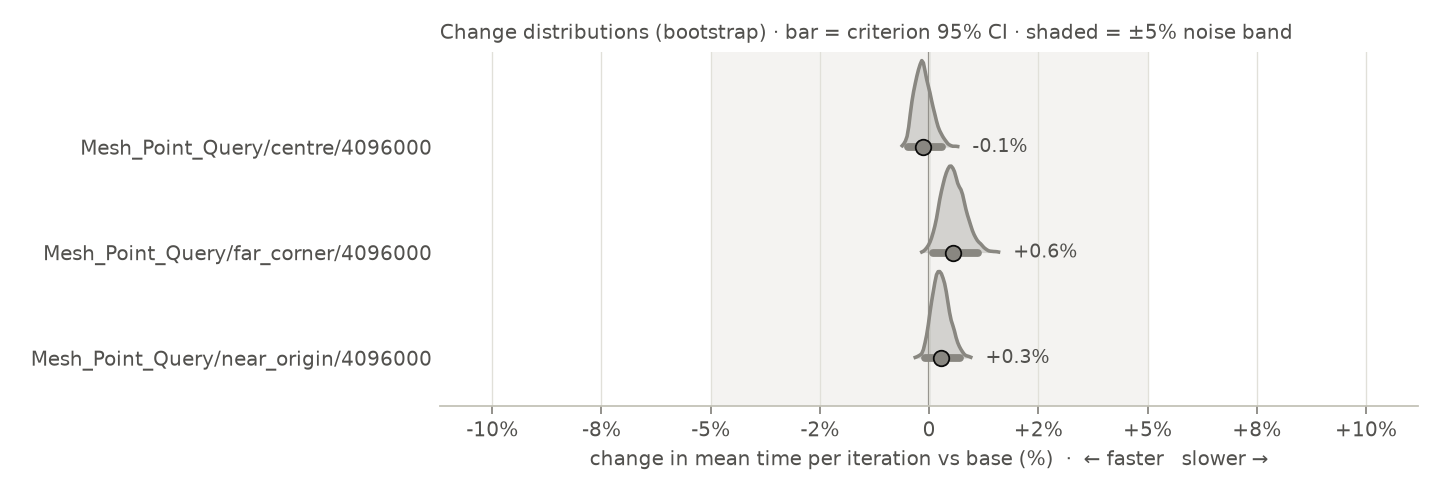 Change distributions (bootstrap) · bar = criterion 95% CI · shaded = ±5% noise band
Mesh_Point_Query/centre/4096000
-0.1%
Mesh_Point_Query/far_corner/4096000
+0.6%
Mesh_Point_Query/near_origin/4096000
+0.3%
-10% -8% -5% -2% 0 +2% +5% +8% +10%
change in mean time per iteration vs base (%) · ← faster slower →